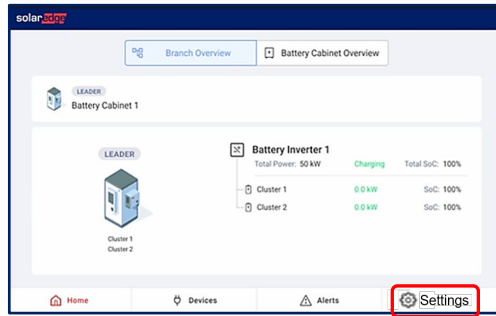 solaredge
Branch Overview
Battery Cabinet Overview
LEADER
Battery Cabinet 1
LEADER
Cluster 1
Cluster 2
Battery Inverter 1
Total Power: 50 kW Charging Total SoC: 100%
Cluster 1 0.0 kW SoC: 100%
Cluster 2 0.0 kW SoC: 100%
Home Devices Alerts Settings